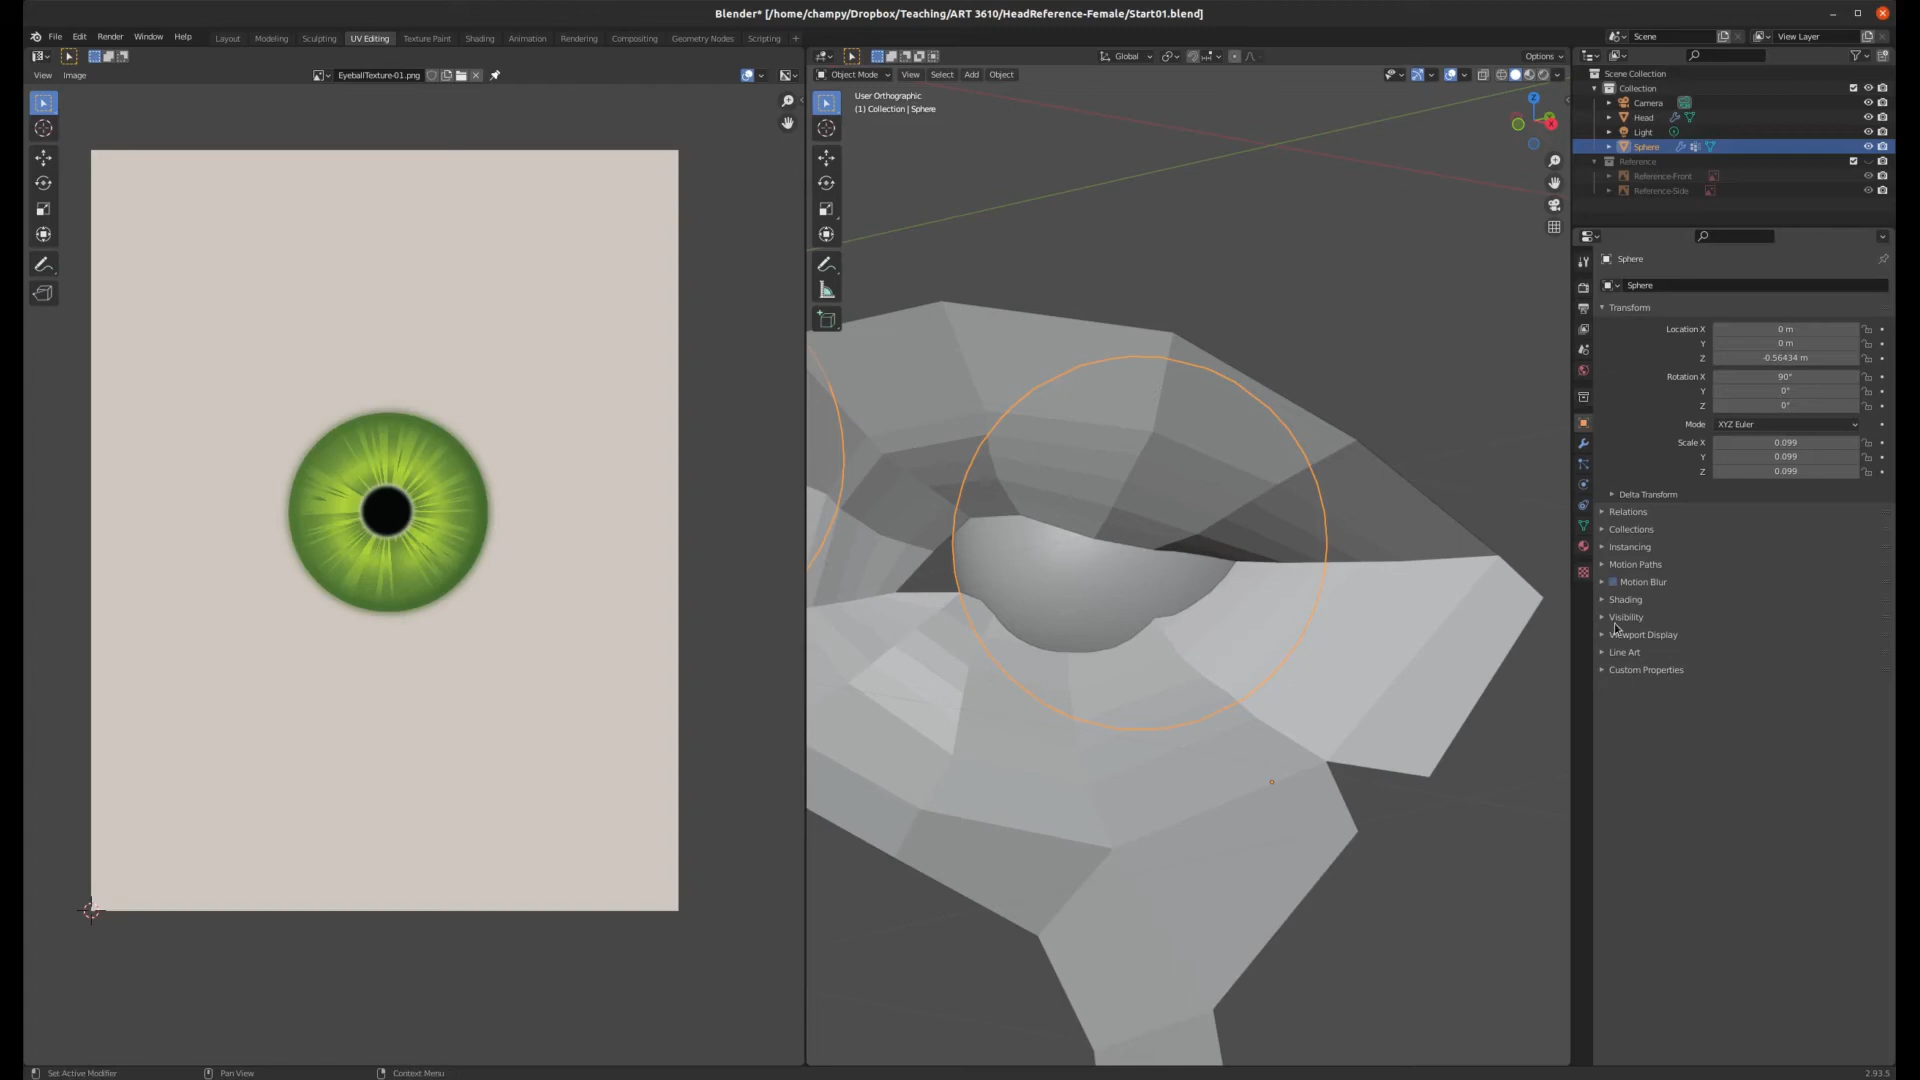 Blender* [/home/champy/Dropbox/Teaching/ART 3610/HeadReference-Female/Start01.blend]
File Edit Render Window Help Layout Modeling Sculpting UV Editing Texture Paint Shading Animation Rendering Compositing Geometry Nodes Scripting + Scene View Layer
Global Options
View Image EyeballTexture-01.png Object Mode View Select Add Object
Scene Collection
Collection
Camera
Head
Light
Sphere
Reference
Reference-Front
Reference-Side
User Orthographic
(1) Collection | Sphere
Z
X
Sphere
Sphere
Transform
Location X 0 m
Y 0 m
Z -0.56434 m
Rotation X 90°
Y 0°
Z 0°
Mode XYZ Euler
Scale X 0.099
Y 0.099
Z 0.099
Delta Transform
Relations
Collections
Instancing
Motion Paths
Motion Blur
Shading
Visibility
Viewport Display
Line Art
Custom Properties
Set Active Modifier Pan View Context Menu 2.93.5